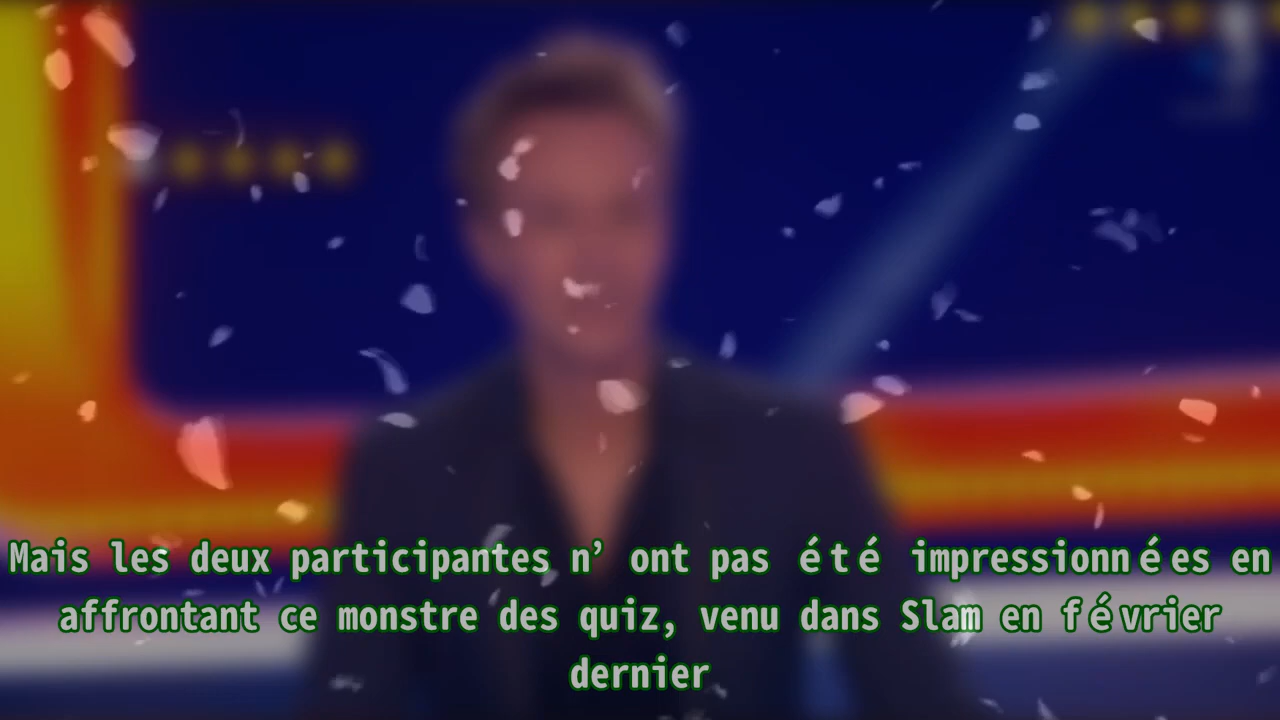 Mais les deux participantes n’ ont pas été impressionnées en
affrontant ce monstre des quiz, venu dans Slam en février
dernier